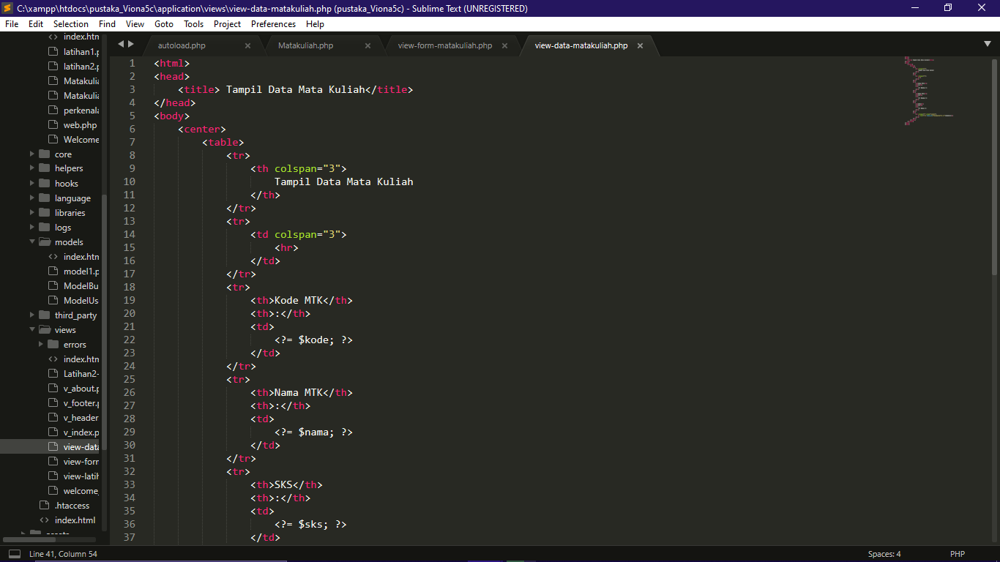 C:\xampp\htdocs\pustaka_Viona5c\application\views\view-data-matakuliah.php (pustaka_Viona5c) - Sublime Text (UNREGISTERED)
File Edit Selection Find View Goto Tools Project Preferences Help
index.htm
latihan1.p
latihan2.p
Matakulia
Matakulia
perkenala
web.php
Welcome
core
helpers
hooks
language
libraries
logs
models
index.htm
model1.p
ModelBu
ModelUs
third_party
views
errors
index.htm
Latihan2-
v_about.p
v_footer.p
v_header
v_index.p
view-data
view-form
view-latih
welcome_
.htaccess
index.html
autoload.php × Matakuliah.php × view-form-matakuliah.php × view-data-matakuliah.php ×
1 <html>
2 <head>
3 <title> Tampil Data Mata Kuliah</title>
4 </head>
5 <body>
6 <center>
7 <table>
8 <tr>
9 <th colspan="3">
10 Tampil Data Mata Kuliah
11 </th>
12 </tr>
13 <tr>
14 <td colspan="3">
15 <hr>
16 </td>
17 </tr>
18 <tr>
19 <th>Kode MTK</th>
20 <th>:</th>
21 <td>
22 <?= $kode; ?>
23 </td>
24 </tr>
25 <tr>
26 <th>Nama MTK</th>
27 <th>:</th>
28 <td>
29 <?= $nama; ?>
30 </td>
31 </tr>
32 <tr>
33 <th>SKS</th>
34 <th>:</th>
35 <td>
36 <?= $sks; ?>
37 </td>
Line 41, Column 54 Spaces: 4 PHP